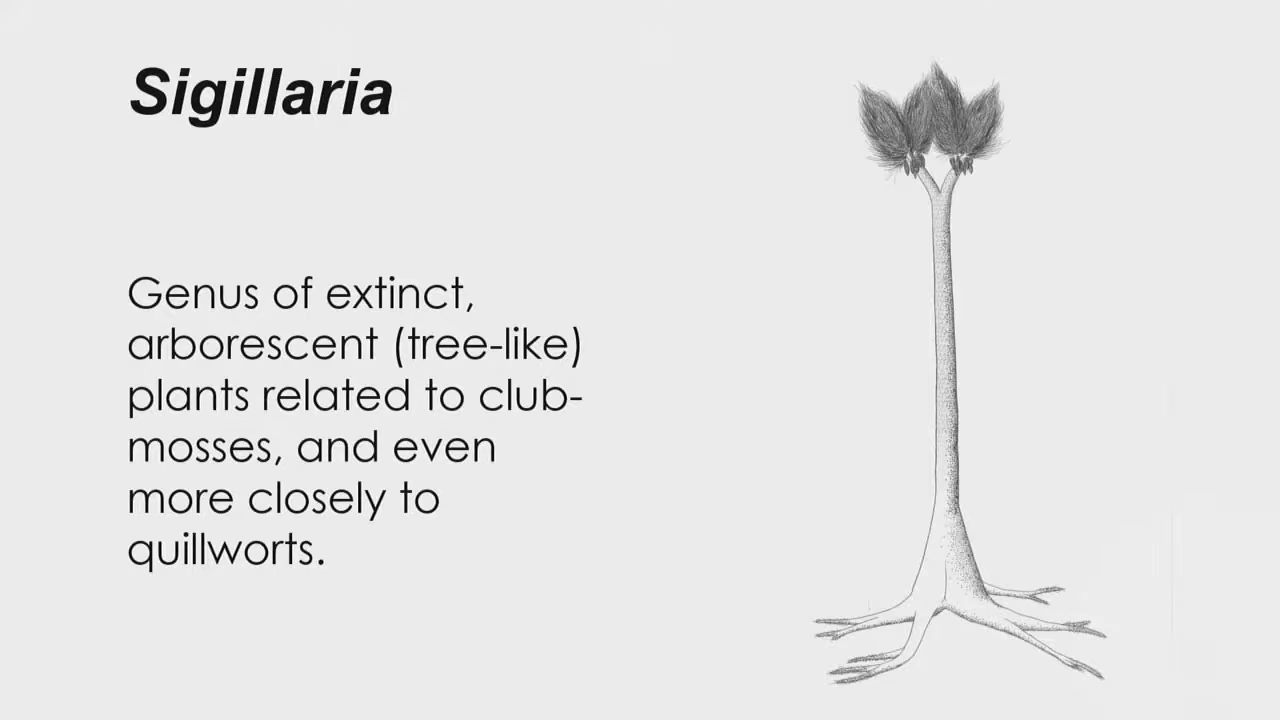 Sigillaria
Genus of extinct,
arborescent (tree-like)
plants related to club-
mosses, and even
more closely to
quillworts.